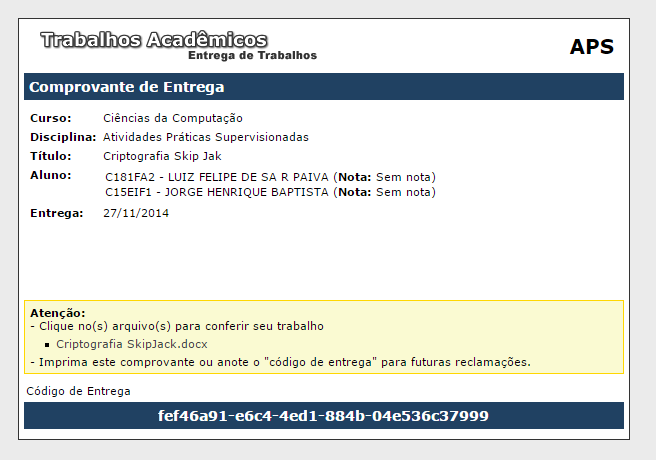 Trabalhos Acadêmicos
Entrega de Trabalhos
APS
Comprovante de Entrega
Curso: Ciências da Computação
Disciplina: Atividades Práticas Supervisionadas
Título: Criptografia Skip Jak
Aluno: C181FA2 - LUIZ FELIPE DE SA R PAIVA (Nota: Sem nota)
C15EIF1 - JORGE HENRIQUE BAPTISTA (Nota: Sem nota)
Entrega: 27/11/2014
Atenção:
- Clique no(s) arquivo(s) para conferir seu trabalho
Criptografia SkipJack.docx
- Imprima este comprovante ou anote o "código de entrega" para futuras reclamações.
Código de Entrega
fef46a91-e6c4-4ed1-884b-04e536c37999